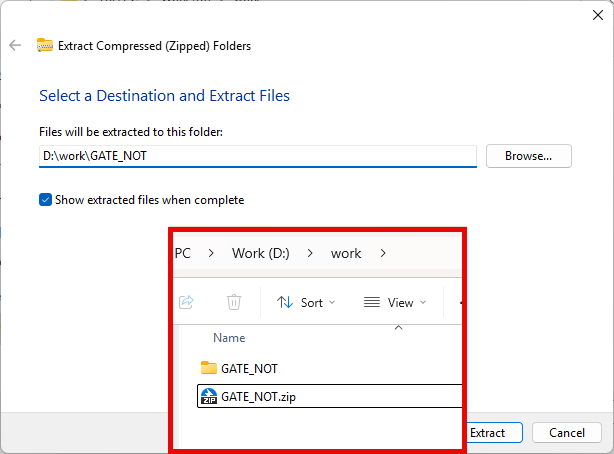 Extract Compressed (Zipped) Folders
Select a Destination and Extract Files
Files will be extracted to this folder:
D:\work\GATE_NOT
Browse...
Show extracted files when complete
PC > Work (D:) > work >
Sort
View
Name
GATE_NOT
ZIP
GATE_NOT.zip
Extract
Cancel